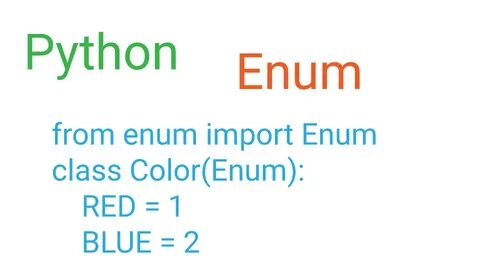 Python
Enum
from enum import Enum
class Color(Enum):
    RED = 1
    BLUE = 2